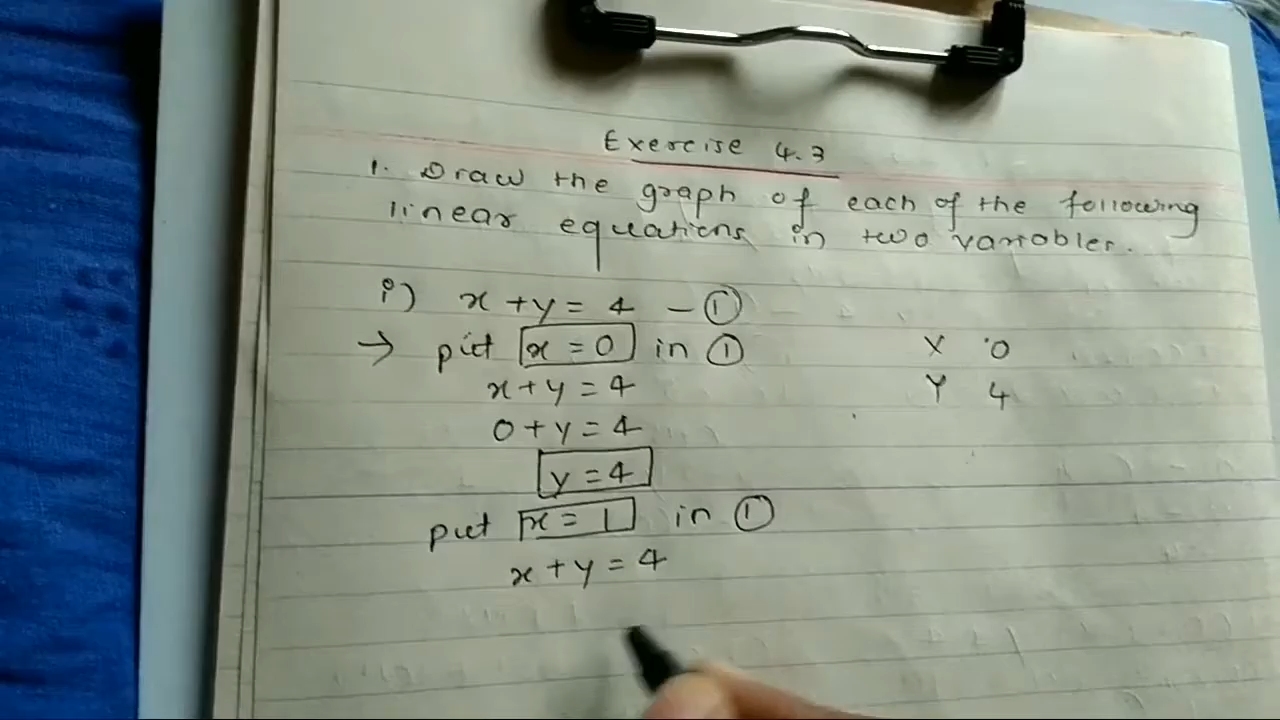 Exercise 4.3
1. Draw the graph of each of the following
linear equations in two variables.
i) x + y = 4 - ①
→ put x = 0 in ①
x + y = 4
0 + y = 4
y = 4
put x = 1 in ①
x + y = 4
X 0
Y 4